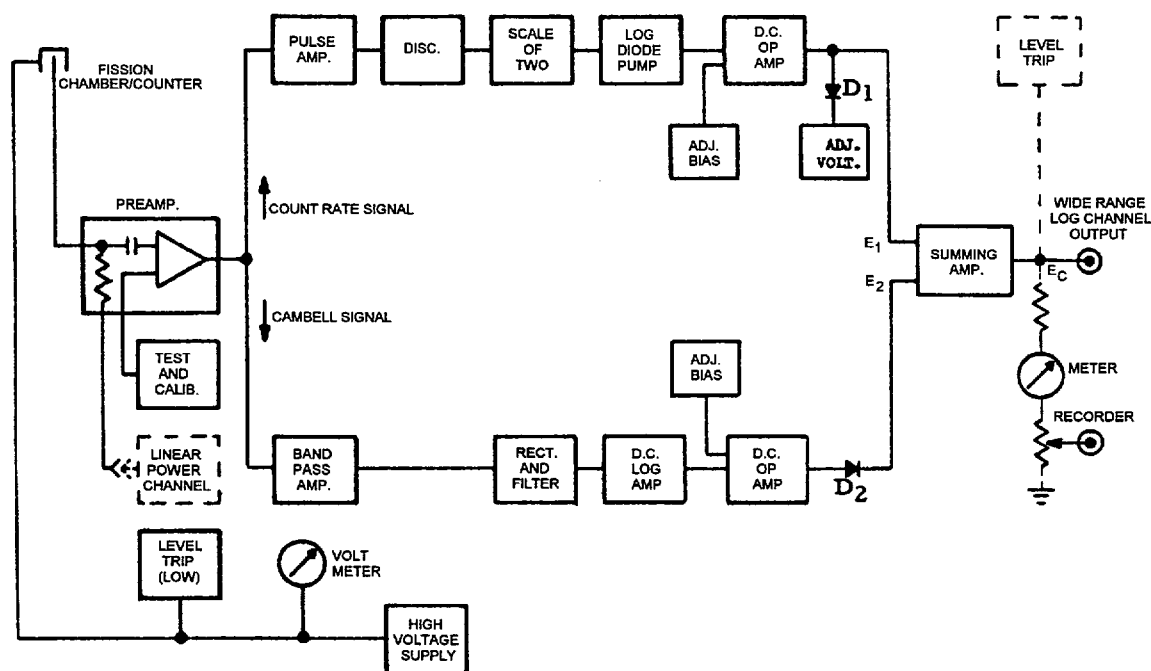 PULSE
AMP.
DISC.
SCALE
OF
TWO
LOG
DIODE
PUMP
D.C.
OP
AMP
LEVEL
TRIP
FISSION
CHAMBER/COUNTER
D1
ADJ.
BIAS
ADJ.
VOLT.
PREAMP.
COUNT RATE SIGNAL
WIDE RANGE
LOG CHANNEL
OUTPUT
E1
E2
SUMMING
AMP.
EC
CAMBELL SIGNAL
TEST
AND
CALIB.
ADJ.
BIAS
METER
RECORDER
LINEAR
POWER
CHANNEL
BAND
PASS
AMP.
RECT.
AND
FILTER
D.C.
LOG
AMP
D.C.
OP
AMP
D2
LEVEL
TRIP
(LOW)
VOLT
METER
HIGH
VOLTAGE
SUPPLY